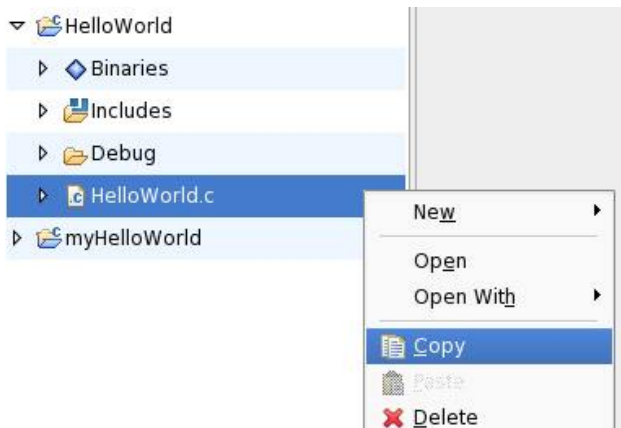 HelloWorld
Binaries
Includes
Debug
.c HelloWorld.c
myHelloWorld
New
Open
Open With
Copy
Paste
Delete